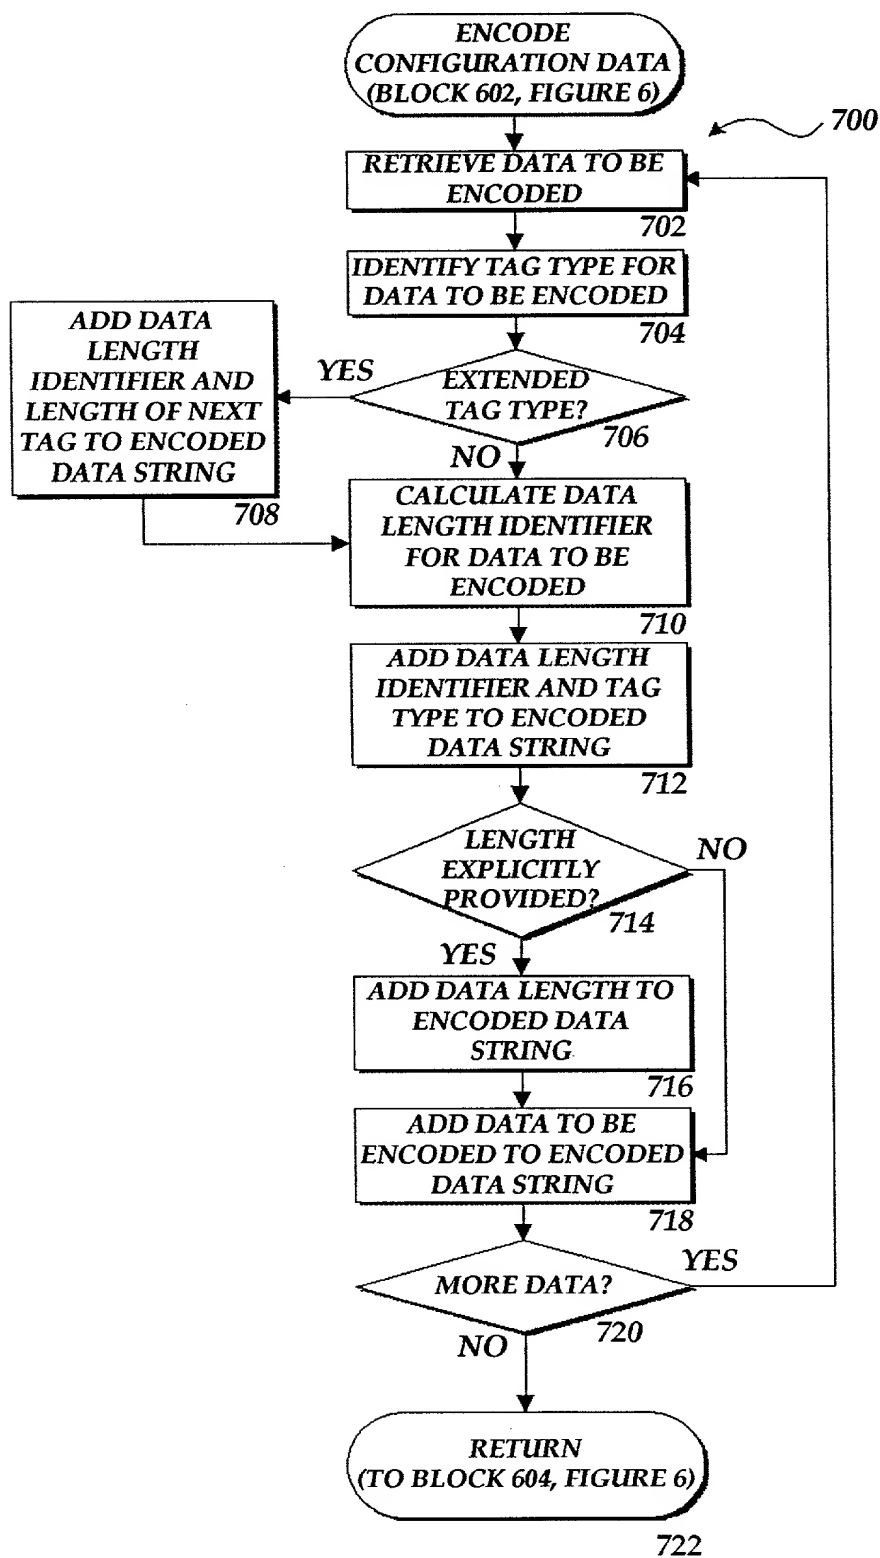 ENCODE
CONFIGURATION DATA
(BLOCK 602, FIGURE 6)
700
RETRIEVE DATA TO BE
ENCODED
702
IDENTIFY TAG TYPE FOR
DATA TO BE ENCODED
704
EXTENDED
TAG TYPE?
706
YES
NO
ADD DATA
LENGTH
IDENTIFIER AND
LENGTH OF NEXT
TAG TO ENCODED
DATA STRING
708
CALCULATE DATA
LENGTH IDENTIFIER
FOR DATA TO BE
ENCODED
710
ADD DATA LENGTH
IDENTIFIER AND TAG
TYPE TO ENCODED
DATA STRING
712
LENGTH
EXPLICITLY
PROVIDED?
714
NO
YES
ADD DATA LENGTH TO
ENCODED DATA
STRING
716
ADD DATA TO BE
ENCODED TO ENCODED
DATA STRING
718
MORE DATA?
720
YES
NO
RETURN
(TO BLOCK 604, FIGURE 6)
722